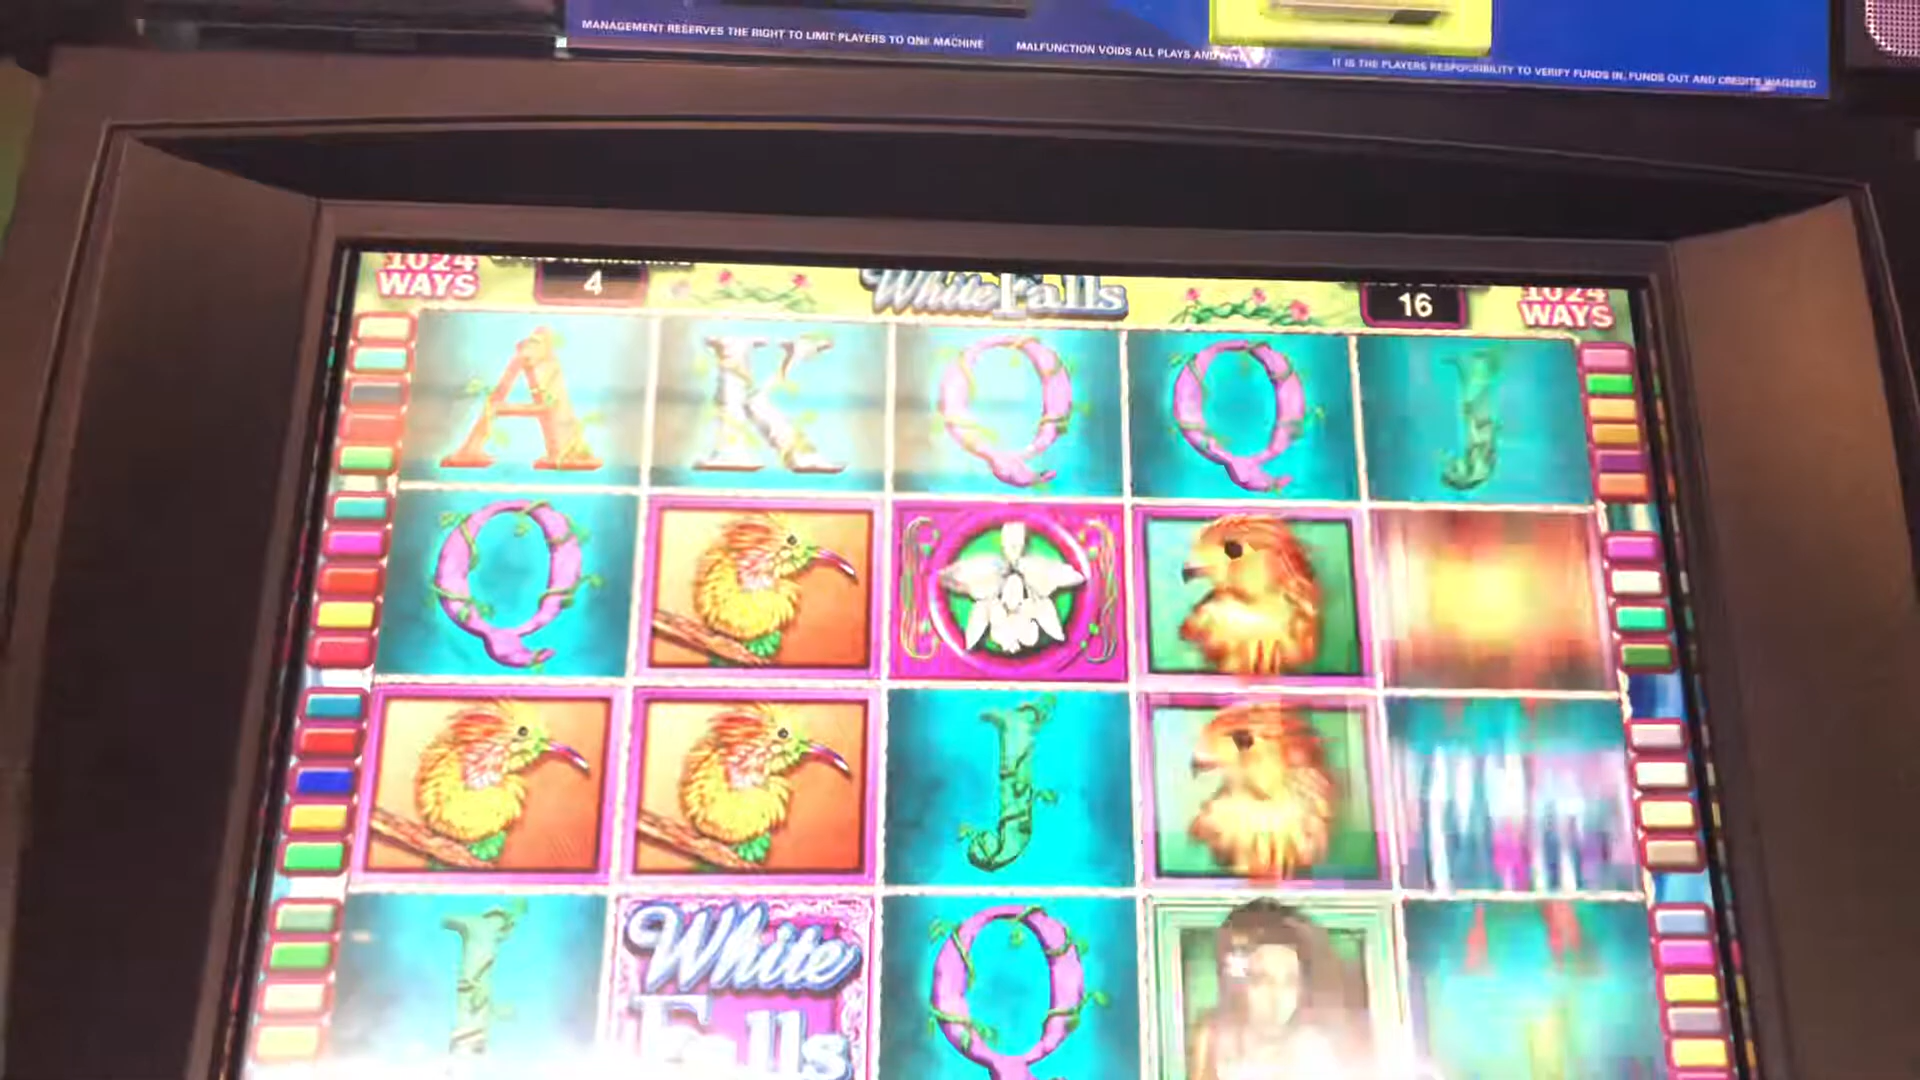 MANAGEMENT RESERVES THE RIGHT TO LIMIT PLAYERS TO ONE MACHINE
MALFUNCTION VOIDS ALL PLAYS AND PAYS
IT IS THE PLAYERS RESPONSIBILITY TO VERIFY FUNDS IN, FUNDS OUT AND CREDITS WAGERED
1024 WAYS
4
White Falls
16
1024 WAYS
A K Q Q J
Q
J
J
White
Falls
Q